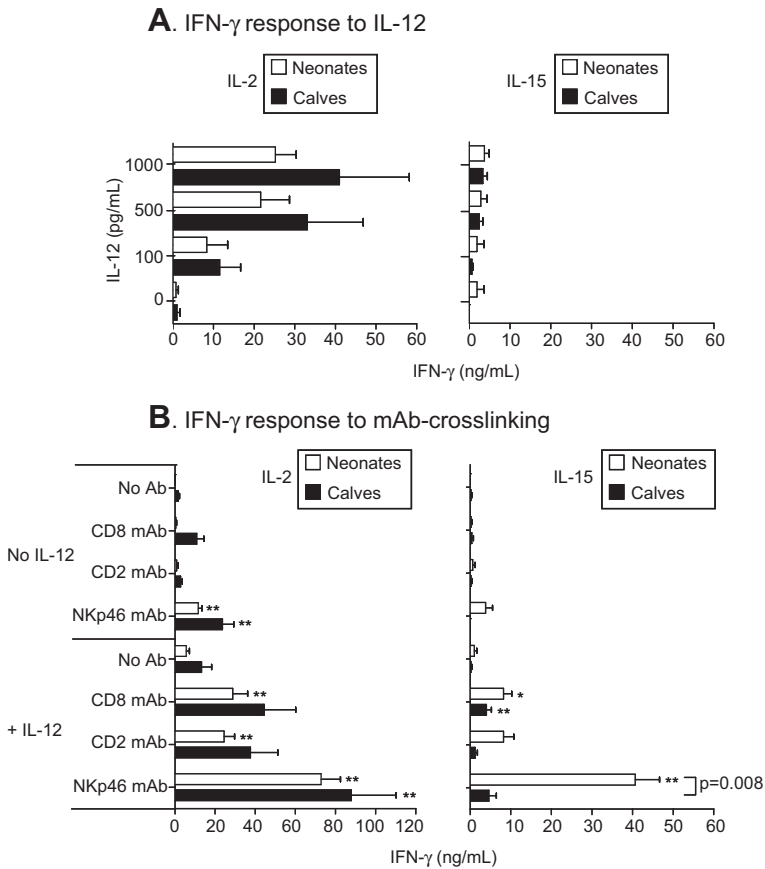 A. IFN-γ response to IL-12
IL-2
Neonates
Calves
IL-15
Neonates
Calves
IL-12 (pg/mL)
1000
500
100
0
0 10 20 30 40 50 60
0 10 20 30 40 50 60
IFN-γ (ng/mL)
B. IFN-γ response to mAb-crosslinking
IL-2
Neonates
Calves
IL-15
Neonates
Calves
No IL-12
No Ab
CD8 mAb
CD2 mAb
NKp46 mAb
**
**
+ IL-12
No Ab
CD8 mAb
**
*
**
CD2 mAb
**
NKp46 mAb
**
**
**
p=0.008
0 20 40 60 80 100 120
0 10 20 30 40 50 60
IFN-γ (ng/mL)